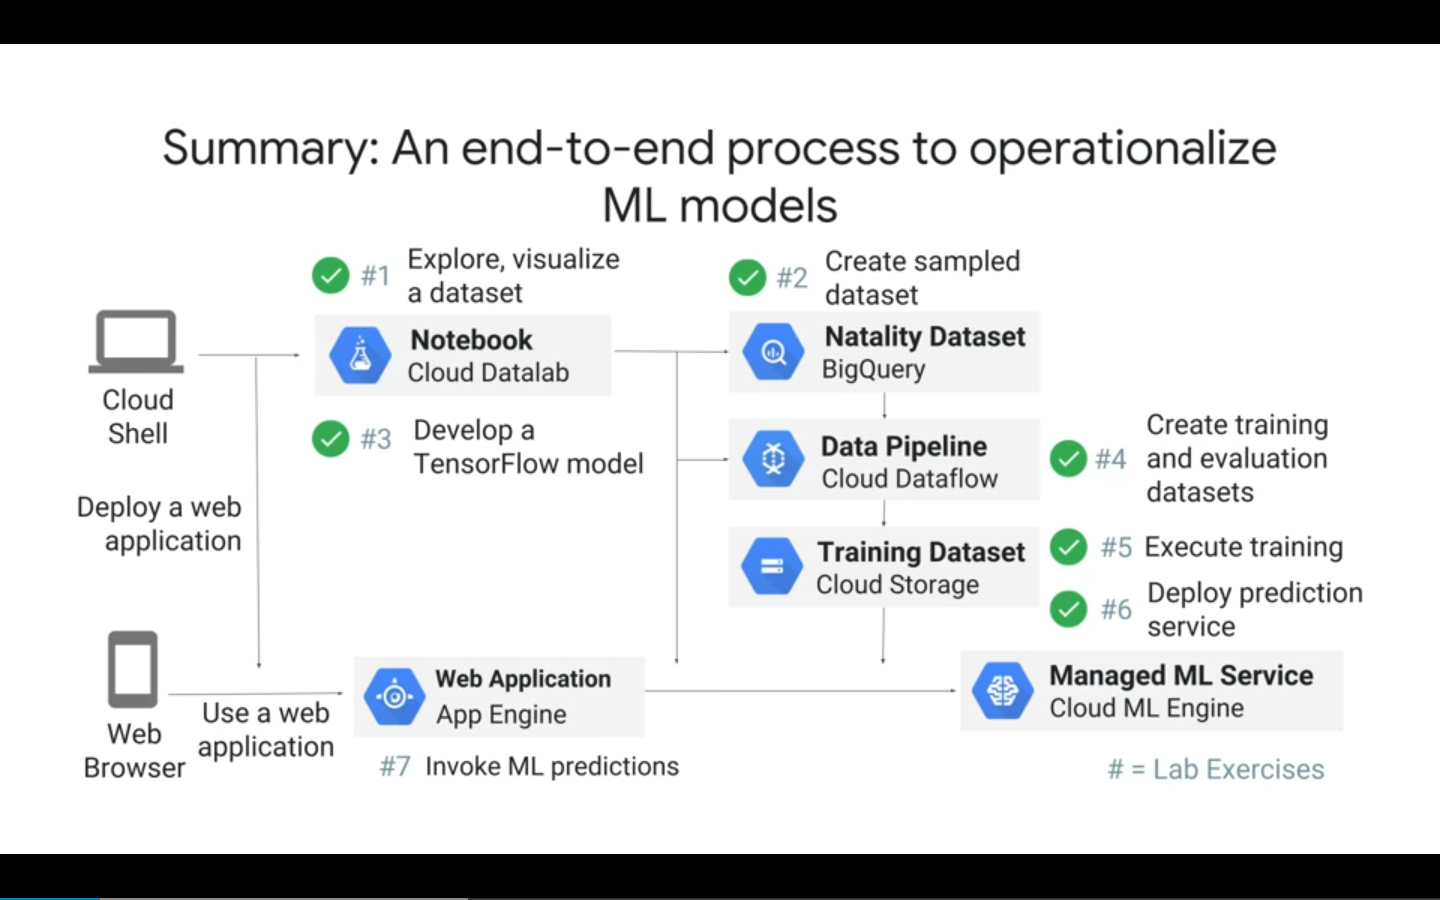 Summary: An end-to-end process to operationalize
ML models
#1 Explore, visualize
a dataset
#2 Create sampled
dataset
Notebook
Cloud Datalab
Natality Dataset
BigQuery
Cloud
Shell
#3 Develop a
TensorFlow model
Data Pipeline
Cloud Dataflow
#4 Create training
and evaluation
datasets
Deploy a web
application
Training Dataset
Cloud Storage
#5 Execute training
#6 Deploy prediction
service
Web Application
App Engine
Managed ML Service
Cloud ML Engine
Use a web
application
Web
Browser
#7 Invoke ML predictions
# = Lab Exercises